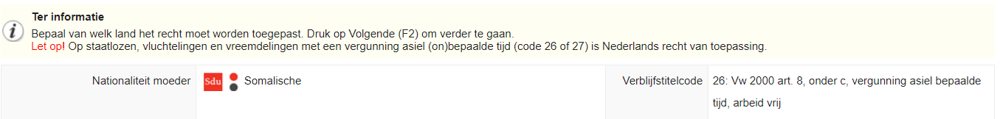 Ter informatie
Bepaal van welk land het recht moet worden toegepast. Druk op Volgende (F2) om verder te gaan.
Let op! Op staatlozen, vluchtelingen en vreemdelingen met een vergunning asiel (on)bepaalde tijd (code 26 of 27) is Nederlands recht van toepassing.
Nationaliteit moeder Sdu Somalische Verblijfstitelcode 26: Vw 2000 art. 8, onder c, vergunning asiel bepaalde
tijd, arbeid vrij